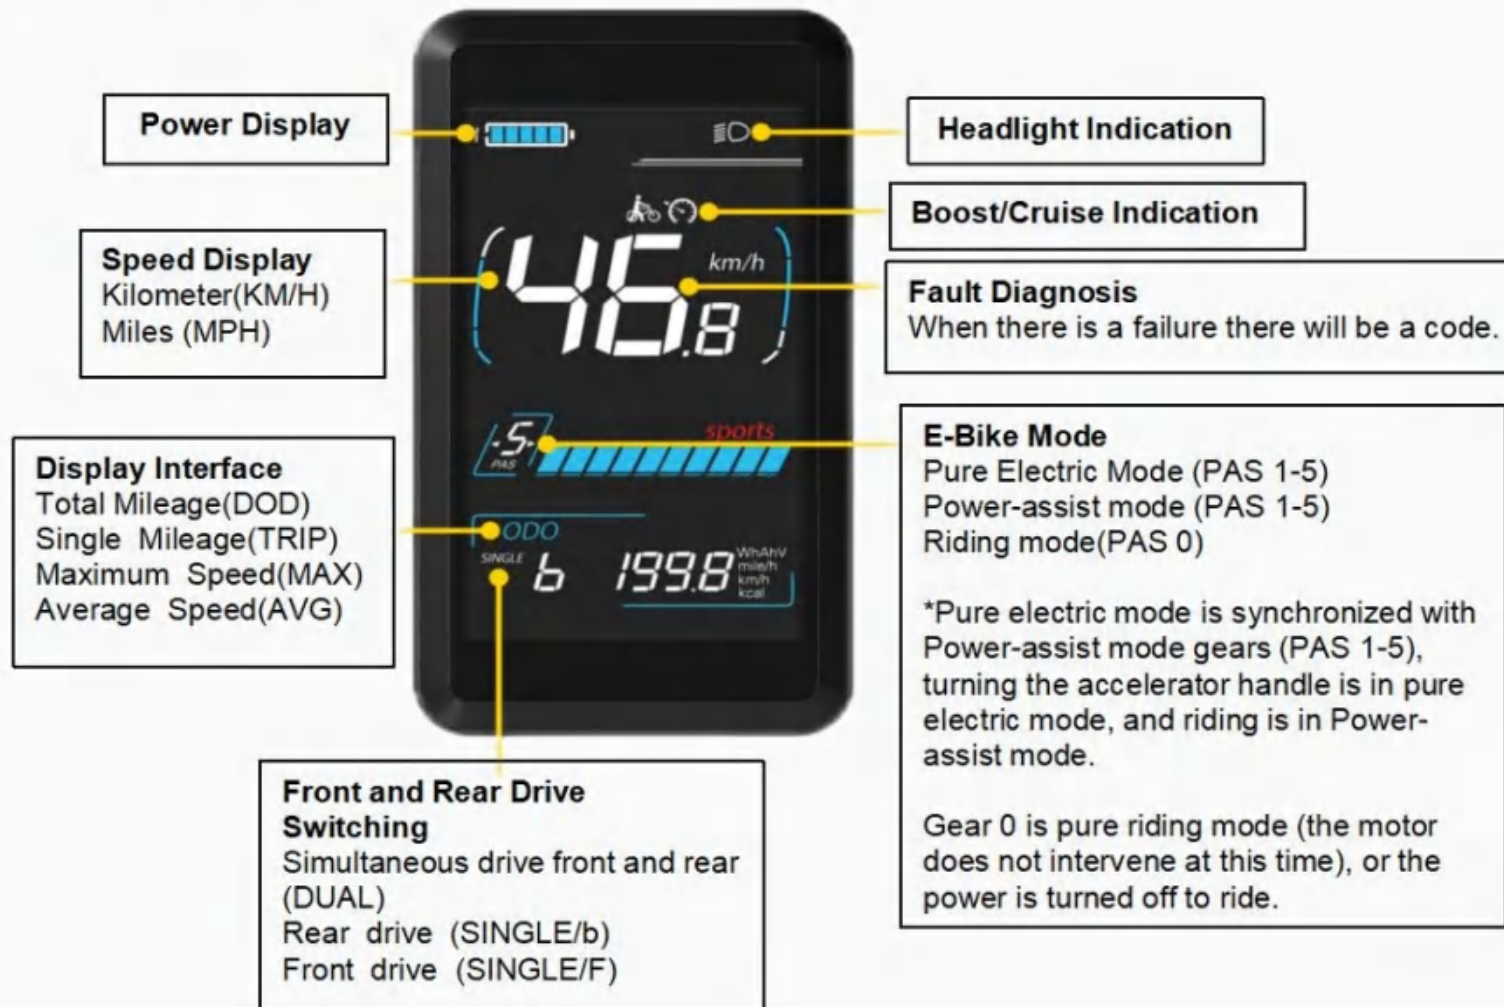 Power Display
Headlight Indication
Boost/Cruise Indication
Speed Display
Kilometer(KM/H)
Miles (MPH)
46.8
km/h
Fault Diagnosis
When there is a failure there will be a code.
5
PAS
sports
E-Bike Mode
Pure Electric Mode (PAS 1-5)
Power-assist mode (PAS 1-5)
Riding mode(PAS 0)
*Pure electric mode is synchronized with
Power-assist mode gears (PAS 1-5),
turning the accelerator handle is in pure
electric mode, and riding is in Power-
assist mode.
Gear 0 is pure riding mode (the motor
does not intervene at this time), or the
power is turned off to ride.
Display Interface
Total Mileage(DOD)
Single Mileage(TRIP)
Maximum Speed(MAX)
Average Speed(AVG)
ODO
SINGLE b 199.8
WhAhV
mile/h
km/h
kcal
Front and Rear Drive
Switching
Simultaneous drive front and rear
(DUAL)
Rear drive (SINGLE/b)
Front drive (SINGLE/F)